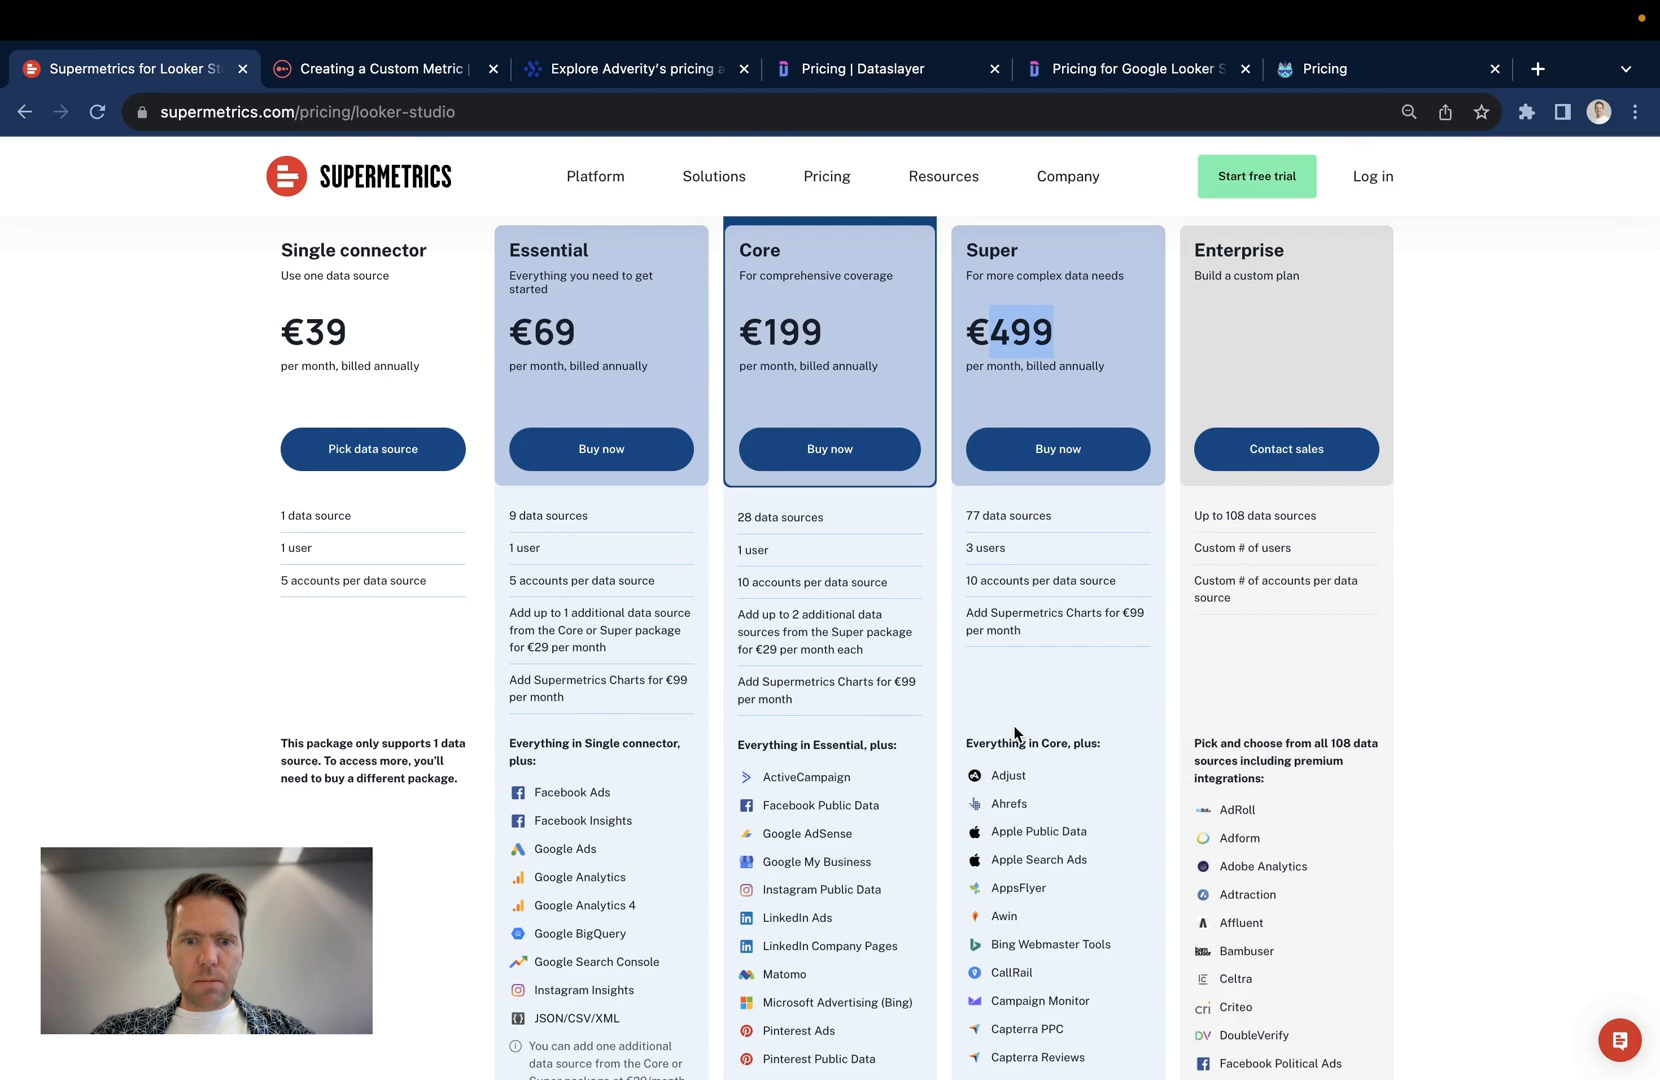 Supermetrics for Looker St
Creating a Custom Metric |
Explore Adverity's pricing a
Pricing | Dataslayer
Pricing for Google Looker S
Pricing
supermetrics.com/pricing/looker-studio
SUPERMETRICS
Platform
Solutions
Pricing
Resources
Company
Start free trial
Log in
Single connector
Use one data source
€39
per month, billed annually
Pick data source
1 data source
1 user
5 accounts per data source
This package only supports 1 data
source. To access more, you'll
need to buy a different package.
Essential
Everything you need to get
started
€69
per month, billed annually
Buy now
9 data sources
1 user
5 accounts per data source
Add up to 1 additional data source
from the Core or Super package
for €29 per month
Add Supermetrics Charts for €99
per month
Everything in Single connector,
plus:
Facebook Ads
Facebook Insights
Google Ads
Google Analytics
Google Analytics 4
Google BigQuery
Google Search Console
Instagram Insights
JSON/CSV/XML
You can add one additional
data source from the Core or
Super package at €29/month
Core
For comprehensive coverage
€199
per month, billed annually
Buy now
28 data sources
1 user
10 accounts per data source
Add up to 2 additional data
sources from the Super package
for €29 per month each
Add Supermetrics Charts for €99
per month
Everything in Essential, plus:
ActiveCampaign
Facebook Public Data
Google AdSense
Google My Business
Instagram Public Data
LinkedIn Ads
LinkedIn Company Pages
Matomo
Microsoft Advertising (Bing)
Pinterest Ads
Pinterest Public Data
Super
For more complex data needs
€499
per month, billed annually
Buy now
77 data sources
3 users
10 accounts per data source
Add Supermetrics Charts for €99
per month
Everything in Core, plus:
Adjust
Ahrefs
Apple Public Data
Apple Search Ads
AppsFlyer
Awin
Bing Webmaster Tools
CallRail
Campaign Monitor
Capterra PPC
Capterra Reviews
Enterprise
Build a custom plan
Contact sales
Up to 108 data sources
Custom # of users
Custom # of accounts per data
source
Pick and choose from all 108 data
sources including premium
integrations:
AdRoll
Adform
Adobe Analytics
Adtraction
Affluent
Bambuser
Celtra
Criteo
DoubleVerify
Facebook Political Ads